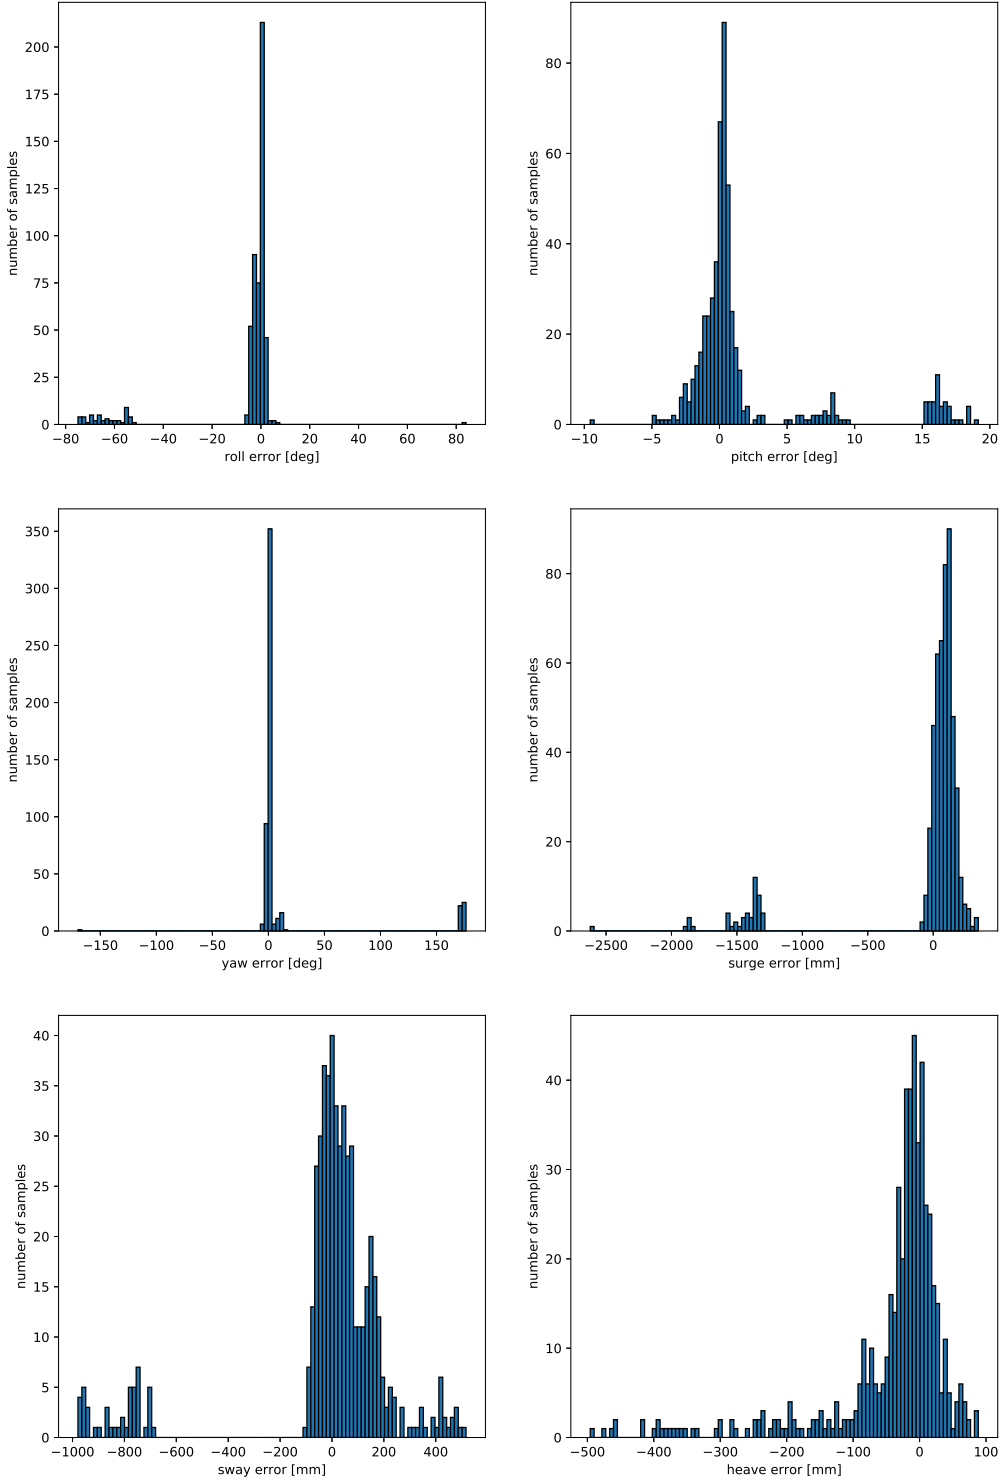 200
175
150
125
100
75
50
25
0
number of samples
−80 −60 −40 −20 0 20 40 60 80
roll error [deg]
80
60
40
20
0
number of samples
−10 −5 0 5 10 15 20
pitch error [deg]
350
300
250
200
150
100
50
0
number of samples
−150 −100 −50 0 50 100 150
yaw error [deg]
80
60
40
20
0
number of samples
−2500 −2000 −1500 −1000 −500 0
surge error [mm]
40
35
30
25
20
15
10
5
0
number of samples
−1000 −800 −600 −400 −200 0 200 400
sway error [mm]
40
30
20
10
0
number of samples
−500 −400 −300 −200 −100 0 100
heave error [mm]